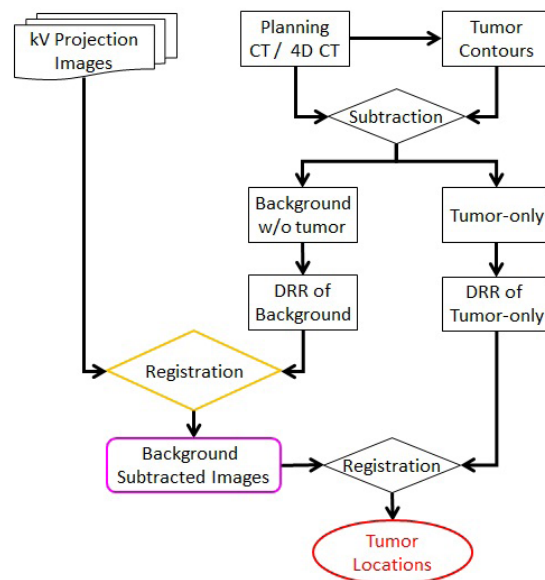 kV Projection
Images
Planning
CT / 4D CT
Tumor
Contours
Subtraction
Background
w/o tumor
Tumor-only
DRR of
Background
DRR of
Tumor-only
Registration
Background
Subtracted Images
Registration
Tumor
Locations